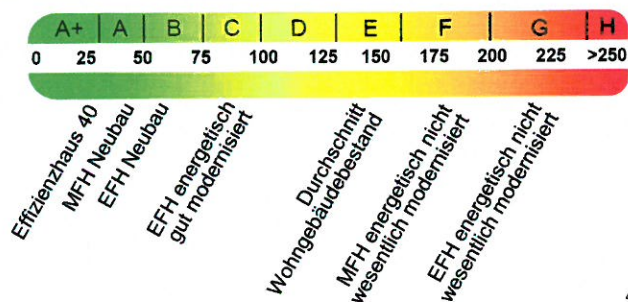 A+ A B C D E F G H
0 25 50 75 100 125 150 175 200 225 >250
Effizienzhaus 40
MFH Neubau
EFH Neubau
EFH energetisch
gut modernisiert
Durchschnitt
Wohngebäudebestand
MFH energetisch nicht
wesentlich modernisiert
EFH energetisch nicht
wesentlich modernisiert